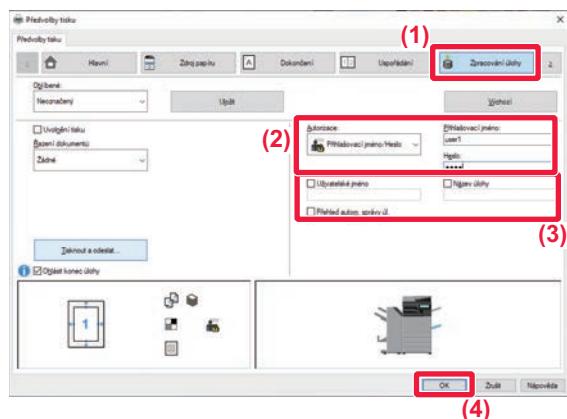 Předvolby tisku
Předvolby tisku
(1)
Hlavní
Zdroj papíru
Dokončení
Uspořádání
Zpracování úlohy
Oblíbené:
Neoznačený
Uložit
Výchozí
Uvolnění tisku
Řazení dokumentů:
Žádné
(2)
Autorizace:
Přihlašovací jméno/Heslo
Přihlašovací jméno:
user1
Heslo:
••••
Uživatelské jméno
Název úlohy
Přehled autom. správy úl.
(3)
Tisknout a odeslat...
Ohlásit konec úlohy
1
OK
Zrušit
Nápověda
(4)